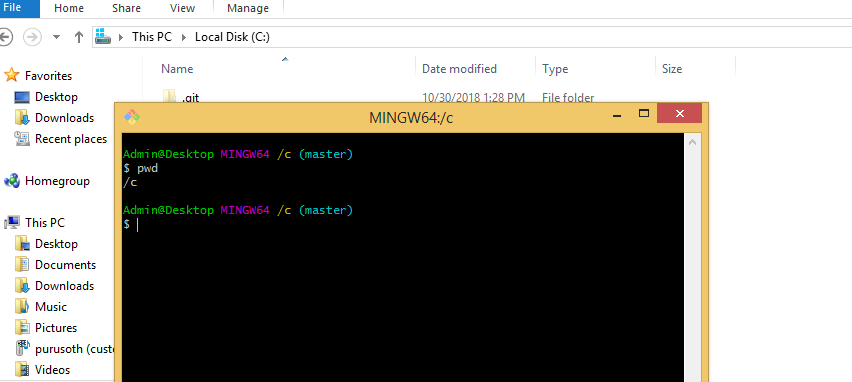 File Home Share View Manage
This PC Local Disk (C:)
Name Date modified Type Size
.git 10/30/2018 1:28 PM File folder
Favorites
Desktop
Downloads
Recent places
Homegroup
This PC
Desktop
Documents
Downloads
Music
Pictures
purusoth (custo
Videos
MINGW64:/c
Admin@Desktop MINGW64 /c (master)
$ pwd
/c
Admin@Desktop MINGW64 /c (master)
$